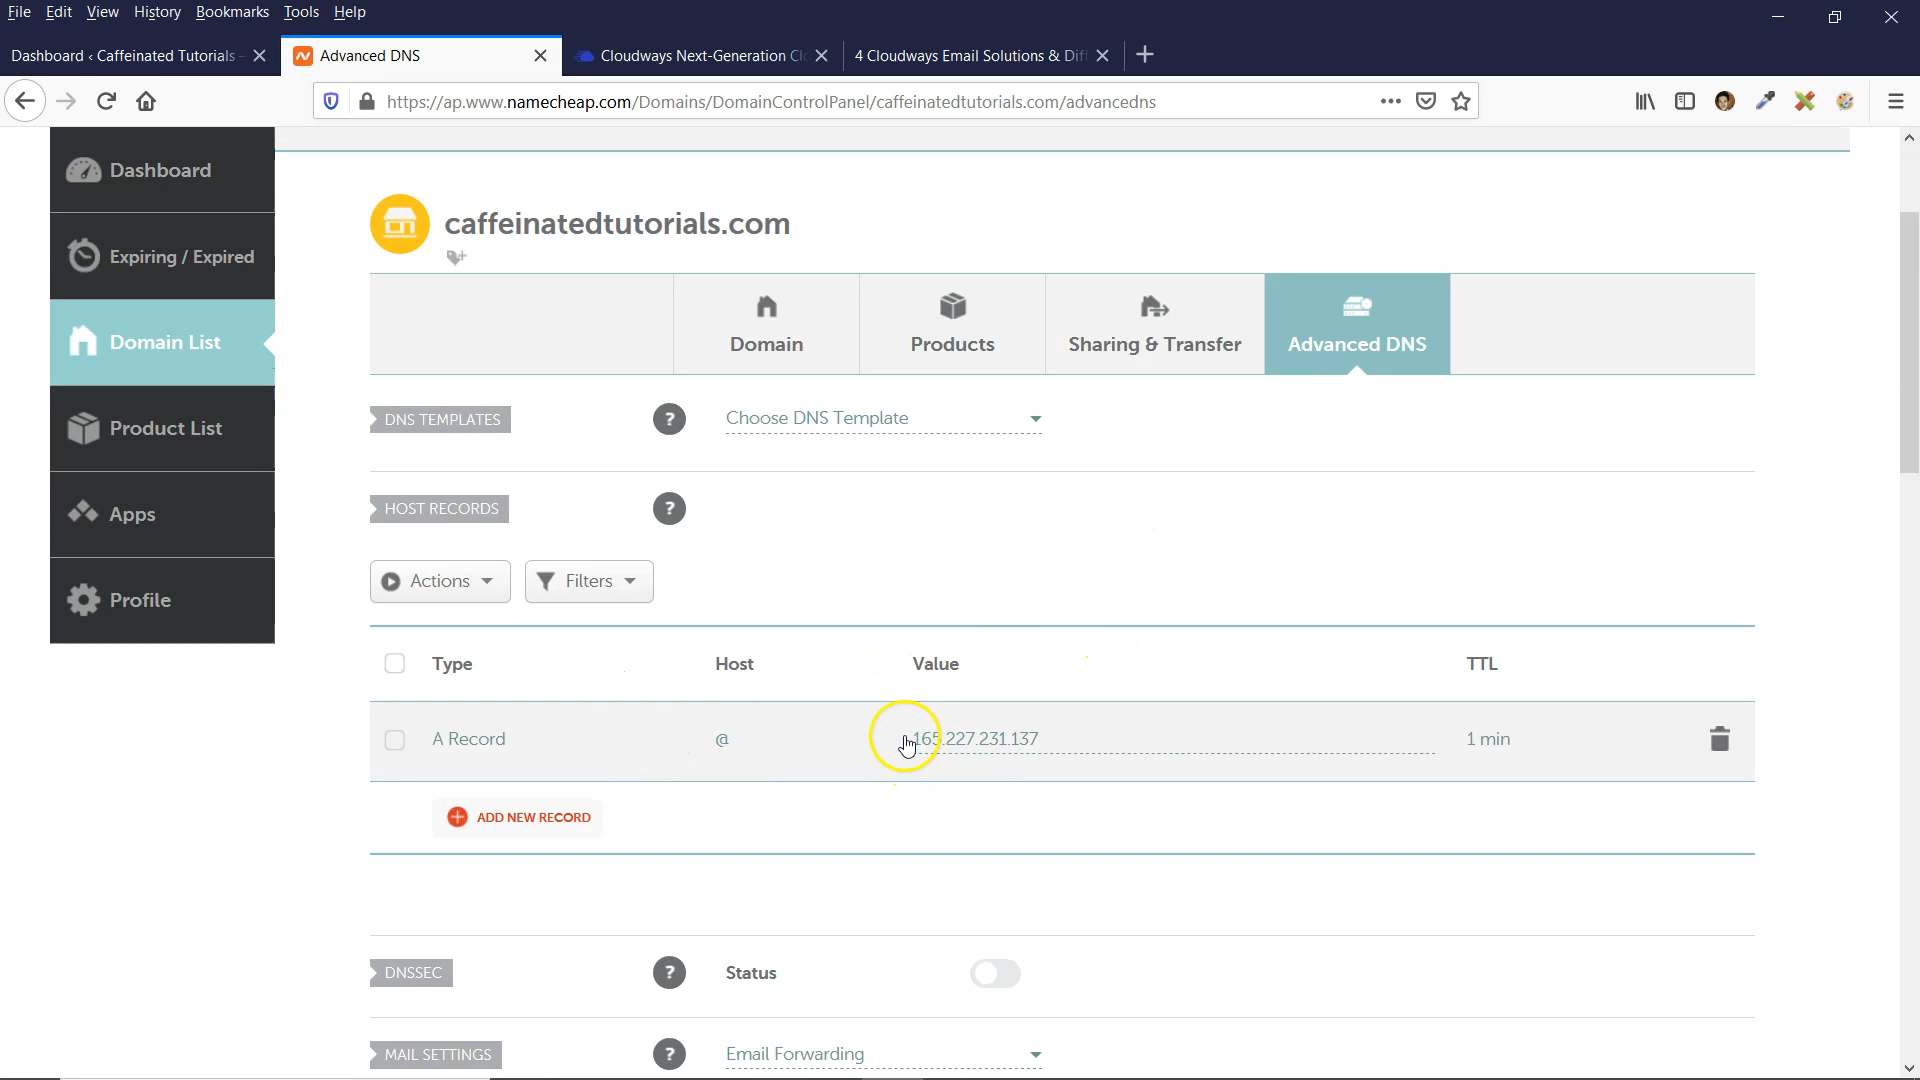 File Edit View History Bookmarks Tools Help
Dashboard ‹ Caffeinated Tutorials
Advanced DNS
Cloudways Next-Generation Clo
4 Cloudways Email Solutions & Diff
https://ap.www.namecheap.com/Domains/DomainControlPanel/caffeinatedtutorials.com/advancedns
Dashboard
Expiring / Expired
Domain List
Product List
Apps
Profile
caffeinatedtutorials.com
Domain
Products
Sharing & Transfer
Advanced DNS
DNS TEMPLATES ? Choose DNS Template
HOST RECORDS ?
Actions Filters
Type Host Value TTL
A Record @ 165.227.231.137 1 min
ADD NEW RECORD
DNSSEC ? Status
MAIL SETTINGS ? Email Forwarding